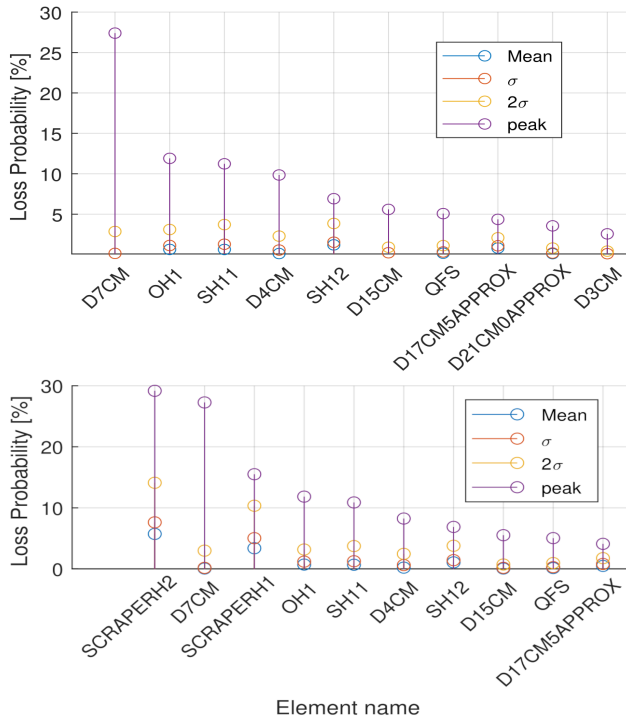 Loss Probability [%]
30
25
20
15
10
5
Mean
σ
2σ
peak
D7CM
OH1
SH11
D4CM
SH12
D15CM
QFS
D17CM5APPROX
D21CM0APPROX
D3CM
Loss Probability [%]
30
20
10
0
Mean
σ
2σ
peak
SCRAPERH2
D7CM
SCRAPERH1
OH1
SH11
D4CM
SH12
D15CM
QFS
D17CM5APPROX
Element name